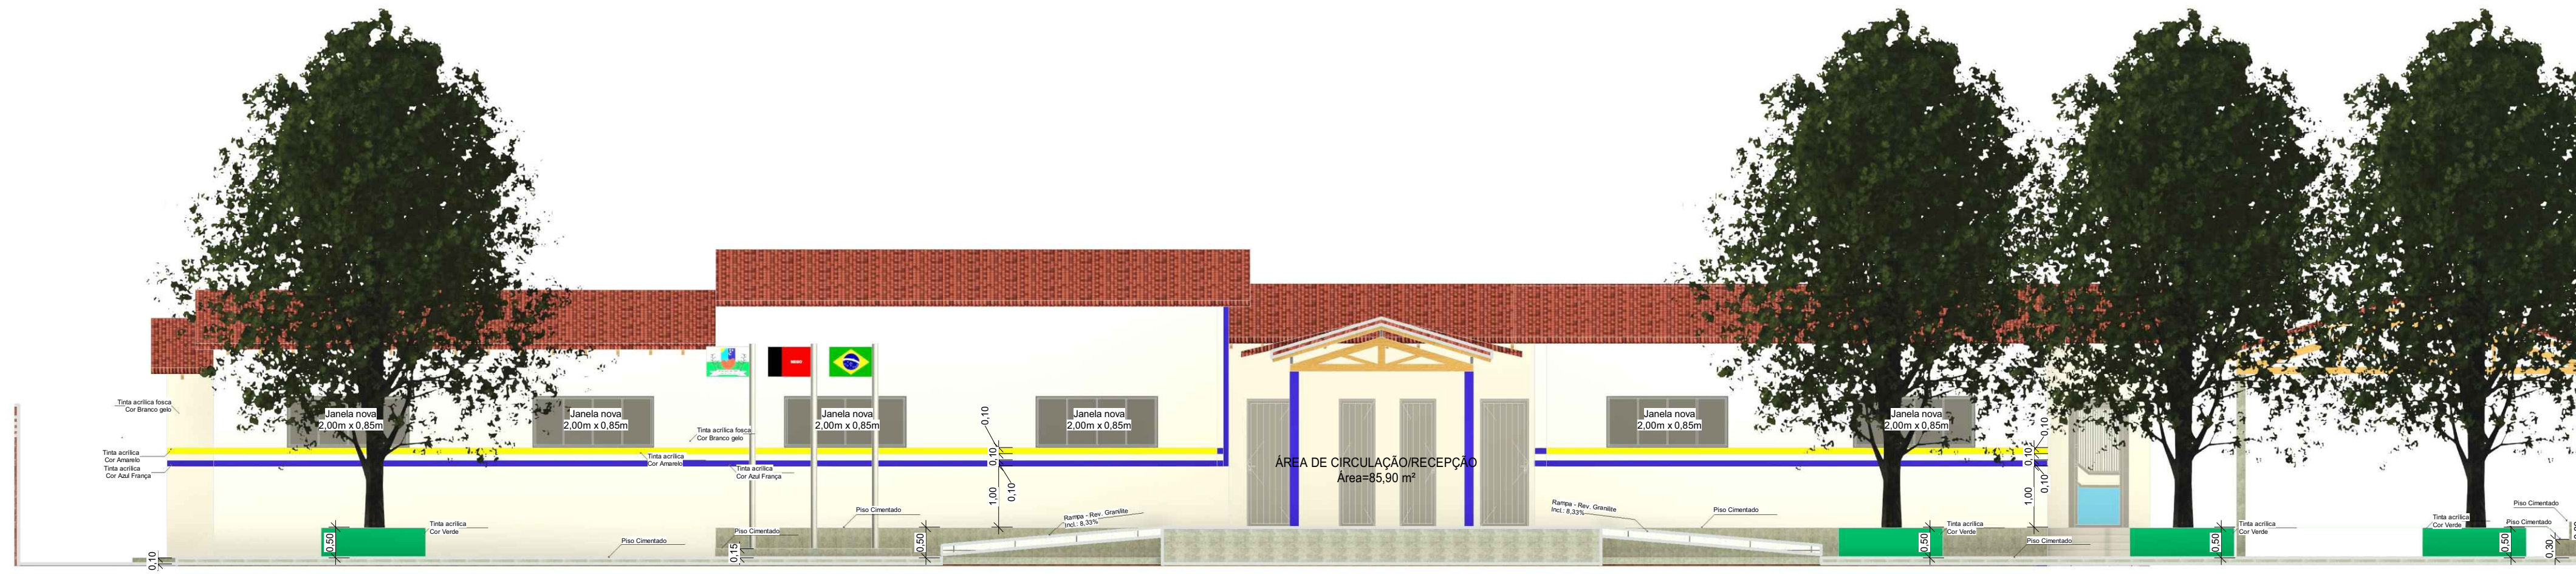 Tinta acrílica fosca
Cor Branco gelo
Tinta acrílica
Cor Amarelo
Tinta acrílica
Cor Azul França
0,10
Janela nova
2,00m x 0,85m
0,50
Tinta acrílica
Cor Verde
Janela nova
2,00m x 0,85m
Tinta acrílica
Cor Amarelo
Piso Cimentado
Tinta acrílica fosca
Cor Branco gelo
Tinta acrílica
Cor Azul França
Piso Cimentado
0,15
Janela nova
2,00m x 0,85m
Piso Cimentado
0,50
0,10
0,10
0,10
1,00
Janela nova
2,00m x 0,85m
Rampa - Rev. Granilite
Incl.: 8,33%
ÁREA DE CIRCULAÇÃO/RECEPÇÃO
Área=85,90 m²
Rampa - Rev. Granilite
Incl.: 8,33%
Janela nova
2,00m x 0,85m
Piso Cimentado
Janela nova
2,00m x 0,85m
0,50
Tinta acrílica
Cor Verde
0,10
0,10
0,10
1,00
Piso Cimentado
0,50
Tinta acrílica
Cor Verde
Tinta acrílica
Cor Verde
0,50
Piso Cimentado
Piso Cimentado
0,30